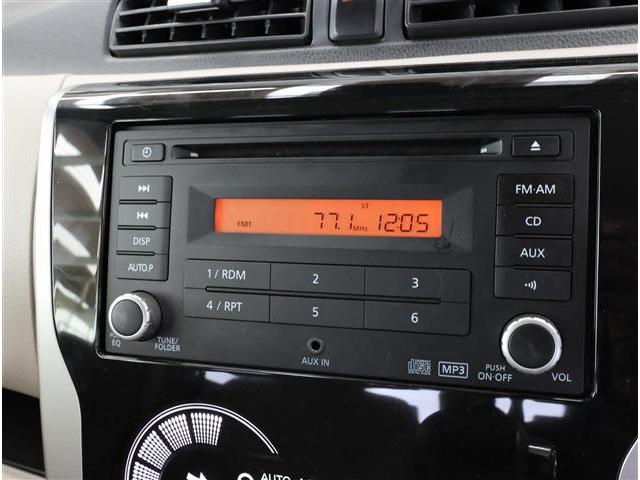 ST
FM1 77.1 MHz 12:05
DISP
AUTO.P
FM·AM
CD
AUX
1 / RDM 2 3
4 / RPT 5 6
EQ
TUNE/
FOLDER
AUX IN
MP3
PUSH
ON·OFF
VOL
AUTO